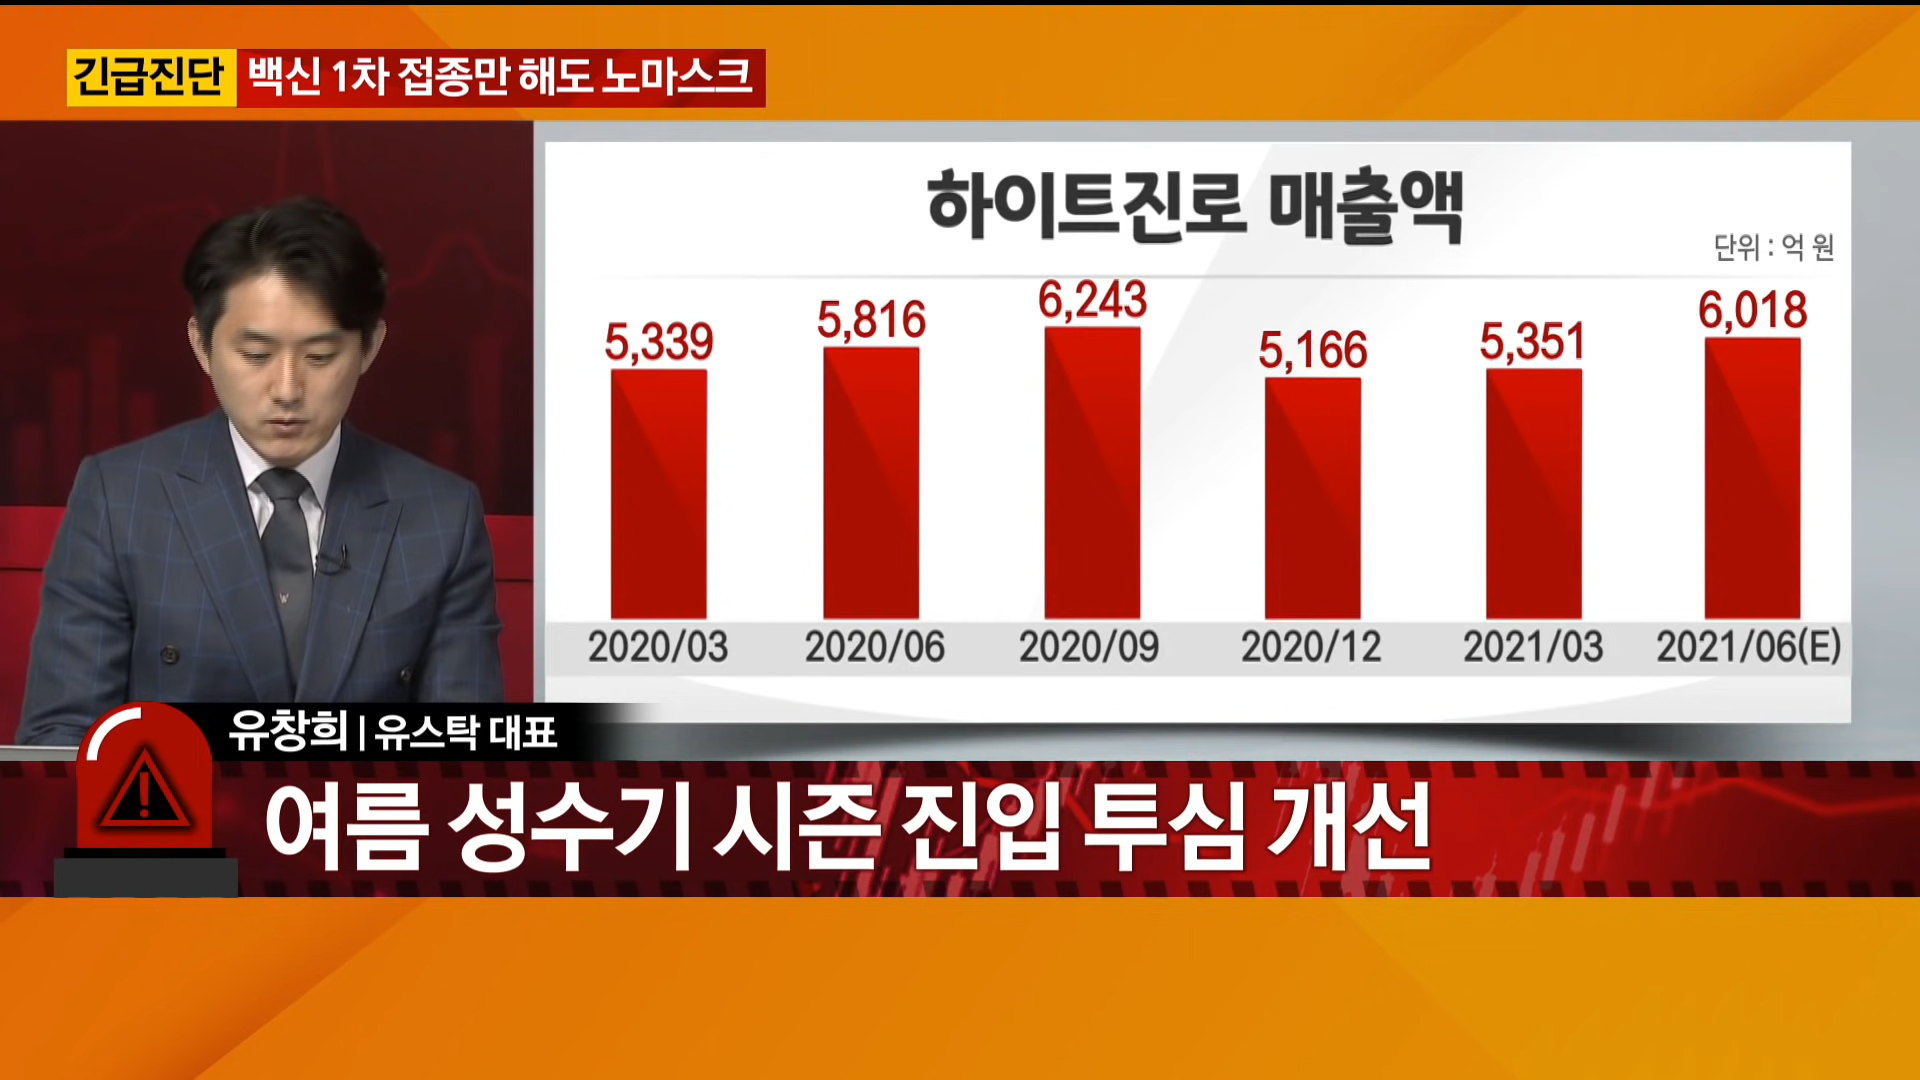 긴급진단 백신 1차 접종만 해도 노마스크
하이트진로 매출액
단위 : 억 원
5,339 5,816 6,243 5,166 5,351 6,018
2020/03 2020/06 2020/09 2020/12 2021/03 2021/06(E)
유창희 | 유스탁 대표
여름 성수기 시즌 진입 투심 개선